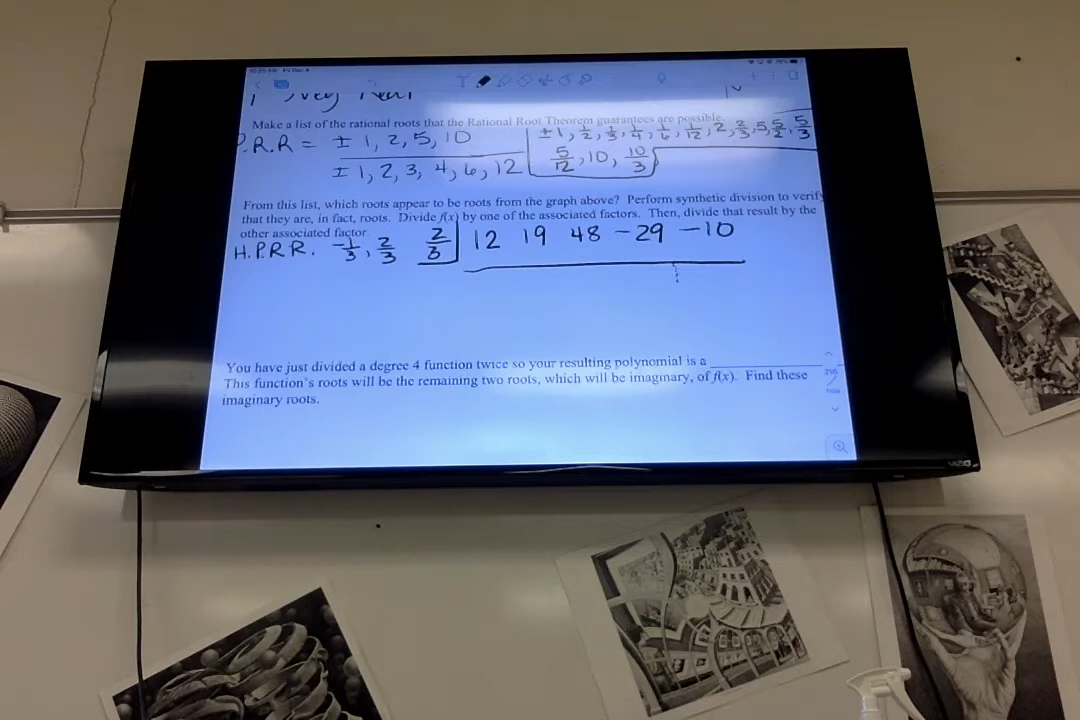 Make a list of the rational roots that the Rational Root Theorem guarantees are possible.
P.R.R = ± 1, 2, 5, 10
± 1, 2, 3, 4, 6, 12
±1, 1/2, 1/3, 1/4, 1/6, 1/12, 2, 2/3, 5, 5/2, 5/3
5/12, 10, 10/3
From this list, which roots appear to be roots from the graph above? Perform synthetic division to verify
that they are, in fact, roots. Divide f(x) by one of the associated factors. Then, divide that result by the
other associated factor.
H.P.R.R. -1/3, 2/3 2/3 12 19 48 -29 -10
You have just divided a degree 4 function twice so your resulting polynomial is a
This function's roots will be the remaining two roots, which will be imaginary, of f(x). Find these
imaginary roots.
VIZIO